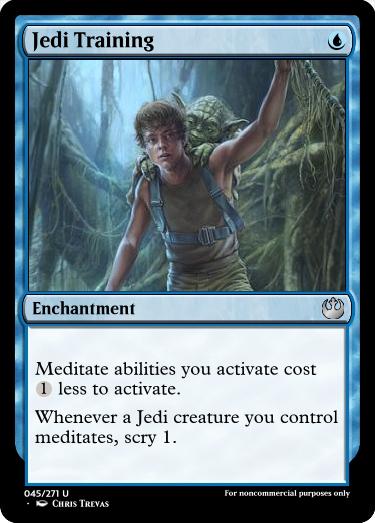 Jedi Training
Enchantment
Meditate abilities you activate cost
1 less to activate.
Whenever a Jedi creature you control
meditates, scry 1.
045/271 U
For noncommercial purposes only
· Chris Trevas